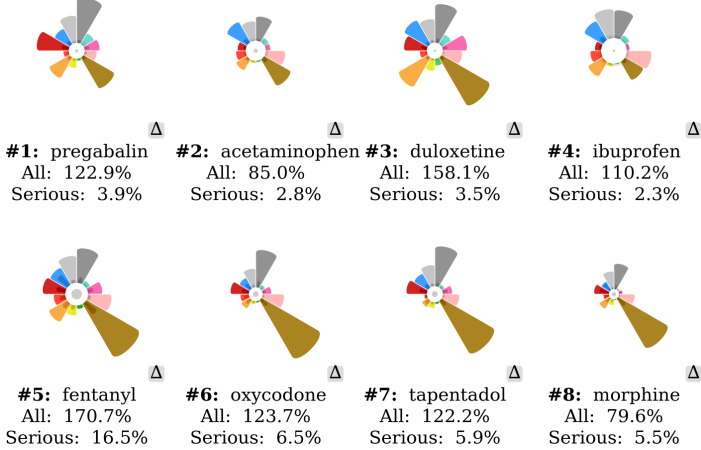 Δ Δ Δ Δ
#1: pregabalin #2: acetaminophen #3: duloxetine #4: ibuprofen
All: 122.9% All: 85.0% All: 158.1% All: 110.2%
Serious: 3.9% Serious: 2.8% Serious: 3.5% Serious: 2.3%
Δ Δ Δ Δ
#5: fentanyl #6: oxycodone #7: tapentadol #8: morphine
All: 170.7% All: 123.7% All: 122.2% All: 79.6%
Serious: 16.5% Serious: 6.5% Serious: 5.9% Serious: 5.5%